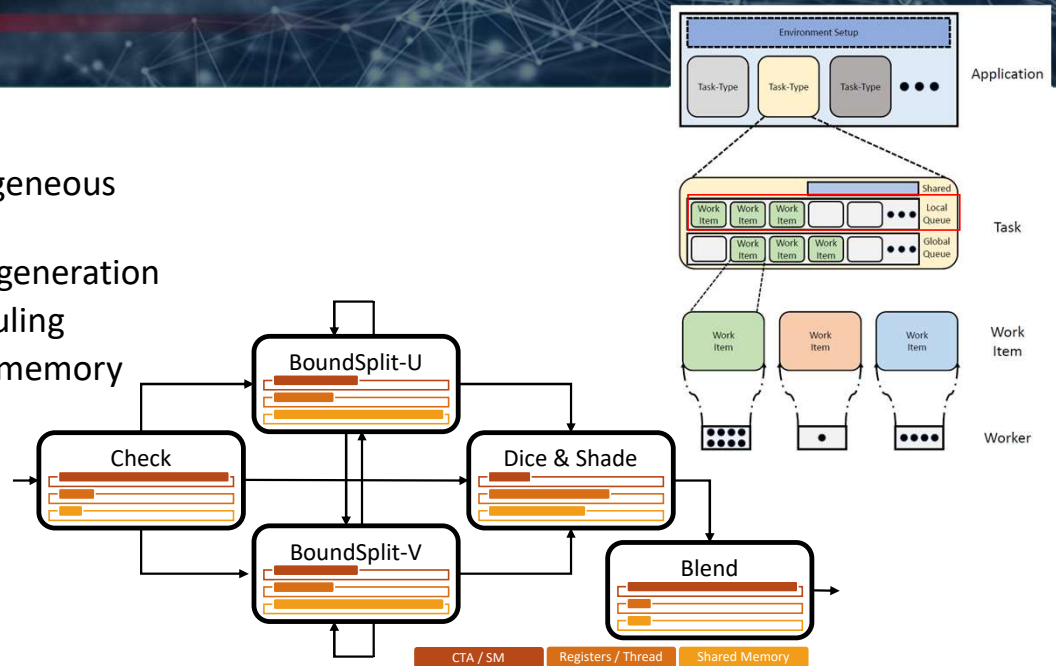 Environment Setup
Task-Type
Task-Type
Task-Type
Application
geneous
generation
uling
memory
Shared
Work Item
Work Item
Work Item
Local Queue
Work Item
Work Item
Work Item
Global Queue
Task
Work Item
Work Item
Work Item
Work Item
Worker
BoundSplit-U
Check
Dice & Shade
BoundSplit-V
Blend
CTA / SM
Registers / Thread
Shared Memory